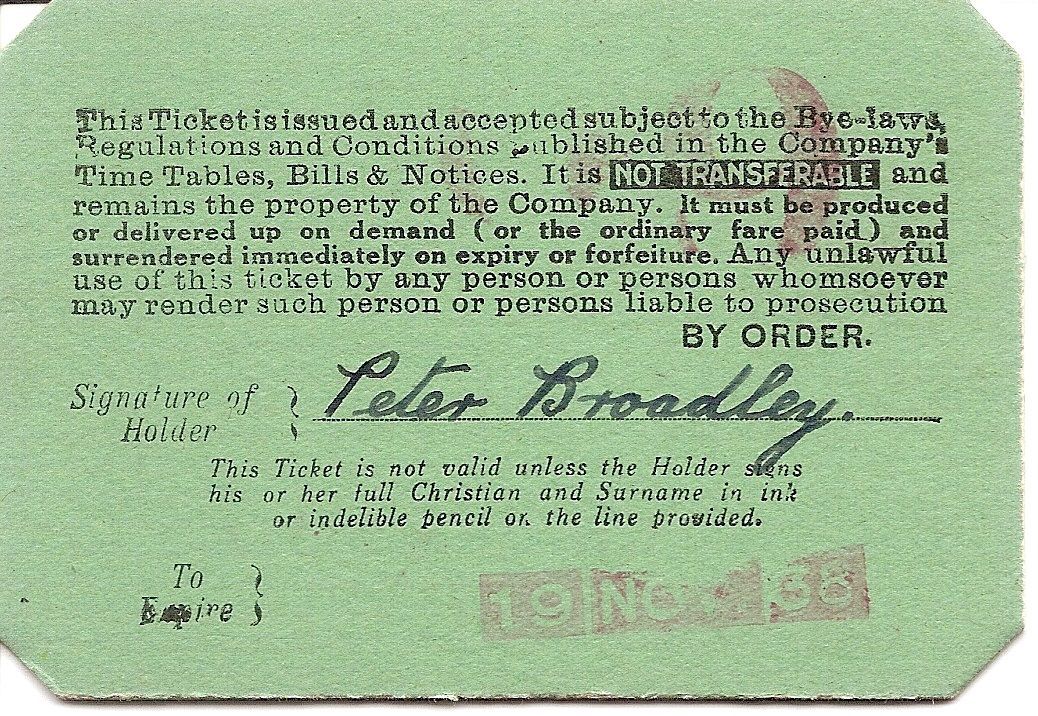 This Ticket is issued and accepted subject to the Bye-laws,
Regulations and Conditions published in the Company's
Time Tables, Bills & Notices. It is NOT TRANSFERABLE and
remains the property of the Company. It must be produced
or delivered up on demand ( or the ordinary fare paid ) and
surrendered immediately on expiry or forfeiture. Any unlawful
use of this ticket by any person or persons whomsoever
may render such person or persons liable to prosecution
BY ORDER.
Signature of Holder } Peter Broadley.
This Ticket is not valid unless the Holder signs
his or her full Christian and Surname in ink
or indelible pencil on the line provided.
To Expire } 19 NOV. 38